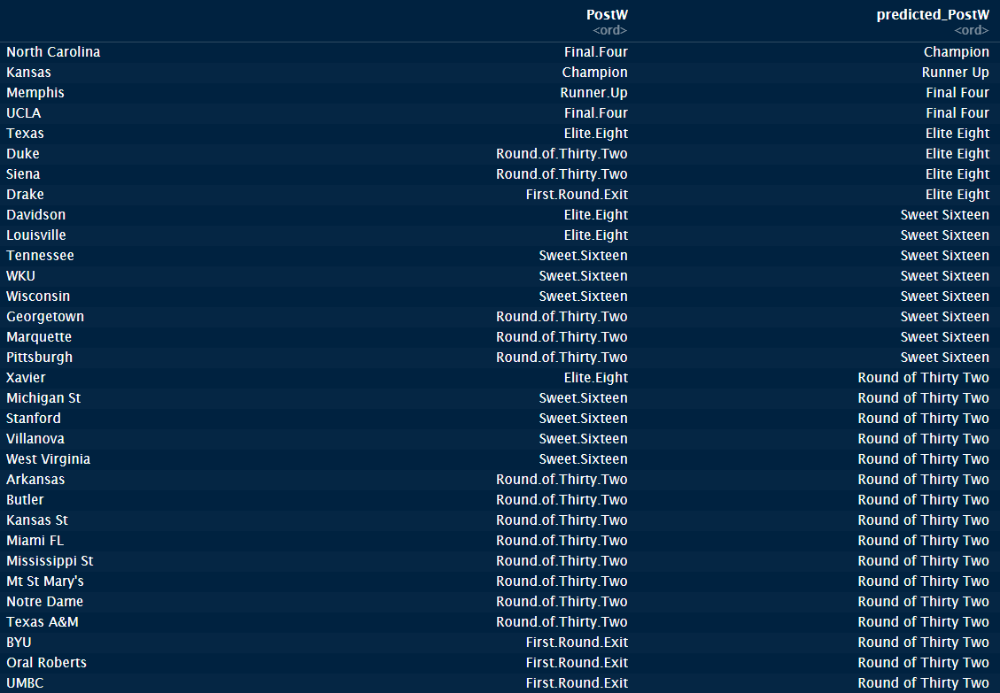 PostW predicted_PostW
<ord> <ord>
North Carolina Final.Four Champion
Kansas Champion Runner Up
Memphis Runner.Up Final Four
UCLA Final.Four Final Four
Texas Elite.Eight Elite Eight
Duke Round.of.Thirty.Two Elite Eight
Siena Round.of.Thirty.Two Elite Eight
Drake First.Round.Exit Elite Eight
Davidson Elite.Eight Sweet Sixteen
Louisville Elite.Eight Sweet Sixteen
Tennessee Sweet.Sixteen Sweet Sixteen
WKU Sweet.Sixteen Sweet Sixteen
Wisconsin Sweet.Sixteen Sweet Sixteen
Georgetown Round.of.Thirty.Two Sweet Sixteen
Marquette Round.of.Thirty.Two Sweet Sixteen
Pittsburgh Round.of.Thirty.Two Sweet Sixteen
Xavier Elite.Eight Round of Thirty Two
Michigan St Sweet.Sixteen Round of Thirty Two
Stanford Sweet.Sixteen Round of Thirty Two
Villanova Sweet.Sixteen Round of Thirty Two
West Virginia Sweet.Sixteen Round of Thirty Two
Arkansas Round.of.Thirty.Two Round of Thirty Two
Butler Round.of.Thirty.Two Round of Thirty Two
Kansas St Round.of.Thirty.Two Round of Thirty Two
Miami FL Round.of.Thirty.Two Round of Thirty Two
Mississippi St Round.of.Thirty.Two Round of Thirty Two
Mt St Mary's Round.of.Thirty.Two Round of Thirty Two
Notre Dame Round.of.Thirty.Two Round of Thirty Two
Texas A&M Round.of.Thirty.Two Round of Thirty Two
BYU First.Round.Exit Round of Thirty Two
Oral Roberts First.Round.Exit Round of Thirty Two
UMBC First.Round.Exit Round of Thirty Two